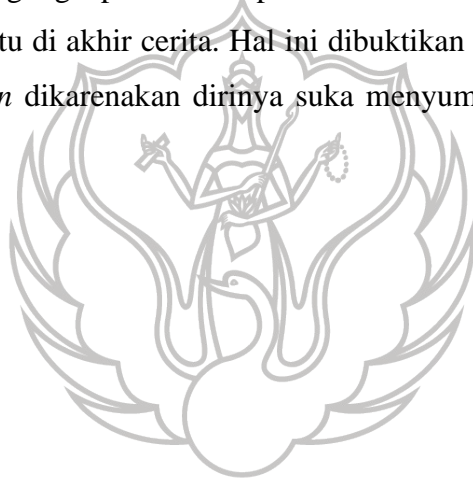 tu di akhir cerita. Hal ini dibuktikan
n dikarenakan dirinya suka menyum